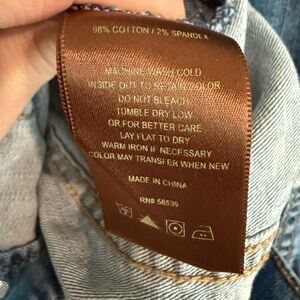 98% COTTON / 2% SPANDEX
MACHINE WASH COLD
INSIDE OUT TO RETAIN COLOR
DO NOT BLEACH
TUMBLE DRY LOW
OR FOR BETTER CARE
LAY FLAT TO DRY
WARM IRON IF NECESSARY
COLOR MAY TRANSFER WHEN NEW
MADE IN CHINA
RN# 58539